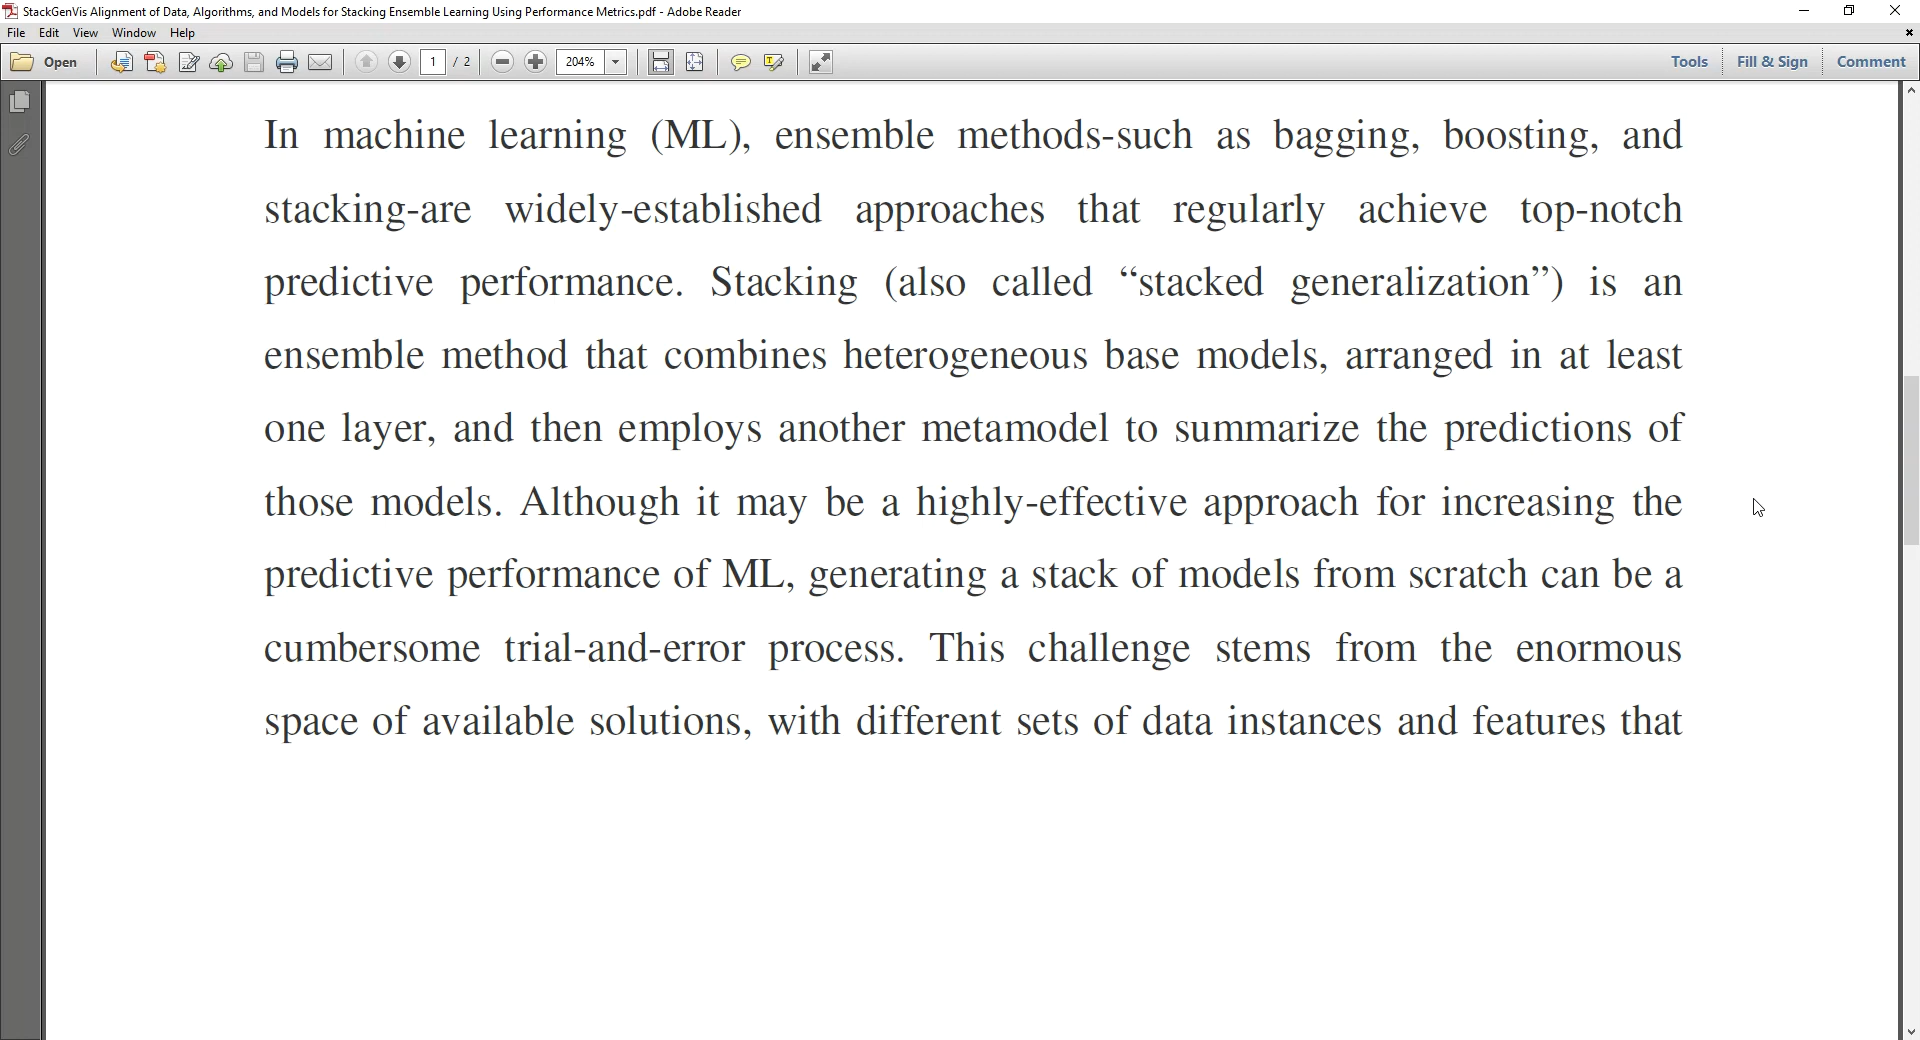 StackGenVis Alignment of Data, Algorithms, and Models for Stacking Ensemble Learning Using Performance Metrics.pdf - Adobe Reader
File Edit View Window Help
Open 1 / 2 204% Tools Fill & Sign Comment
In machine learning (ML), ensemble methods-such as bagging, boosting, and
stacking-are widely-established approaches that regularly achieve top-notch
predictive performance. Stacking (also called “stacked generalization”) is an
ensemble method that combines heterogeneous base models, arranged in at least
one layer, and then employs another metamodel to summarize the predictions of
those models. Although it may be a highly-effective approach for increasing the
predictive performance of ML, generating a stack of models from scratch can be a
cumbersome trial-and-error process. This challenge stems from the enormous
space of available solutions, with different sets of data instances and features that